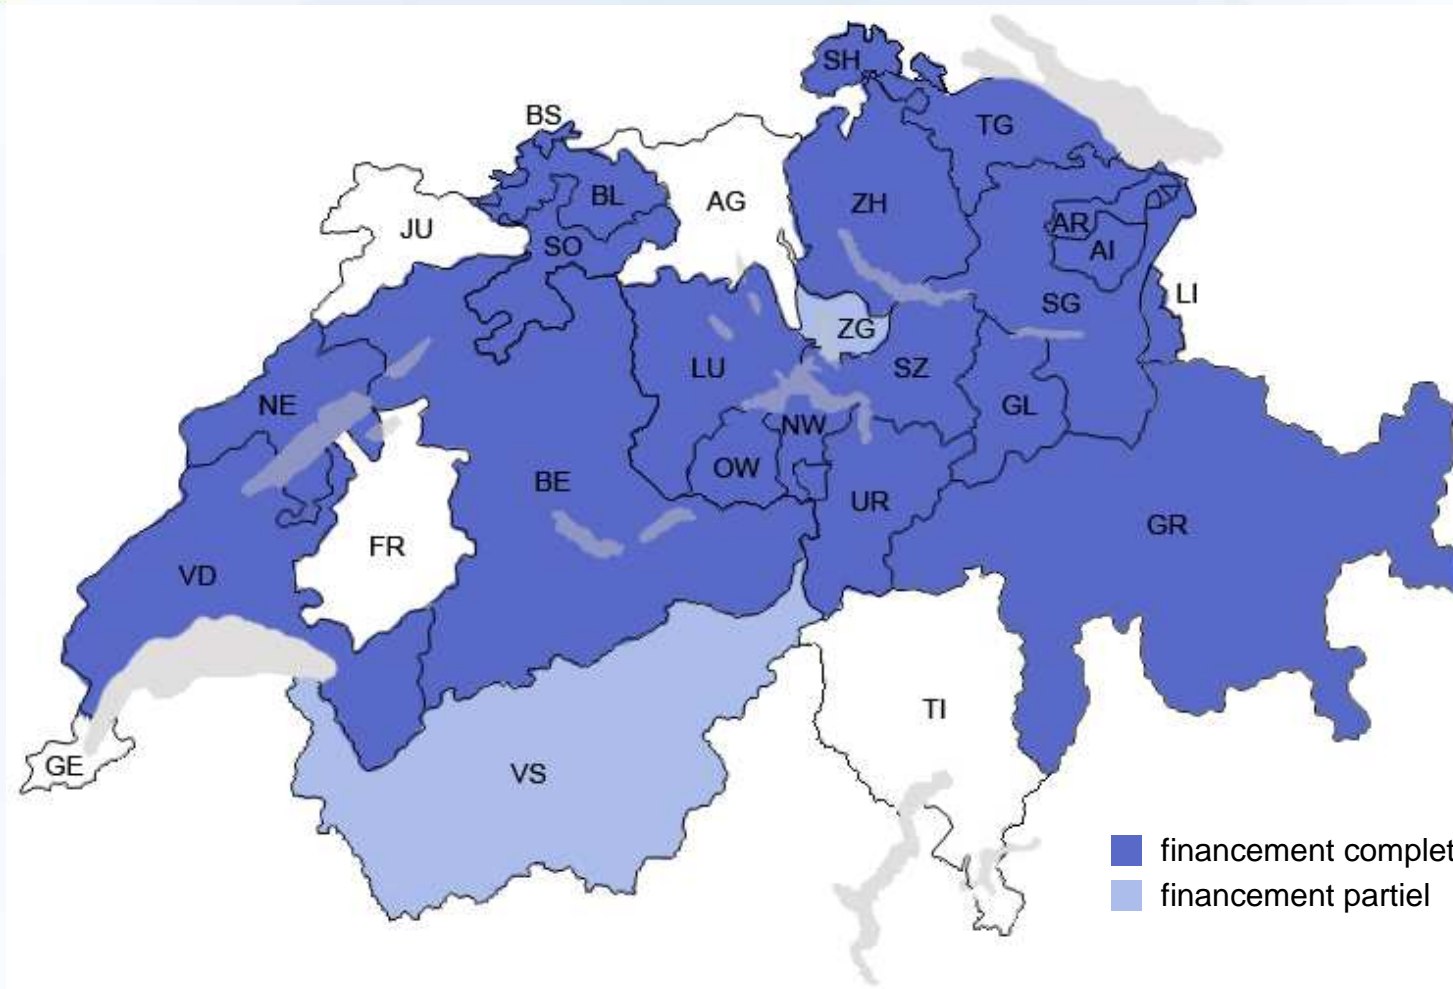 SH
BS
TG
BL
AG
ZH
JU
AR
SO
AI
LI
SG
ZG
LU
SZ
NE
GL
NW
OW
BE
UR
GR
FR
VD
TI
GE
VS
financement complet
financement partiel